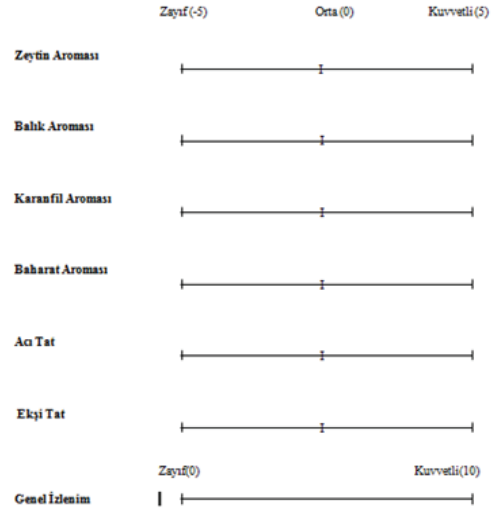 Zayıf (-5) Orta (0) Kuvvetli (5)
Zeytin Aroması
Balık Aroması
Karanfil Aroması
Baharat Aroması
Acı Tat
Ekşi Tat
Zayıf(0) Kuvvetli(10)
Genel İzlenim